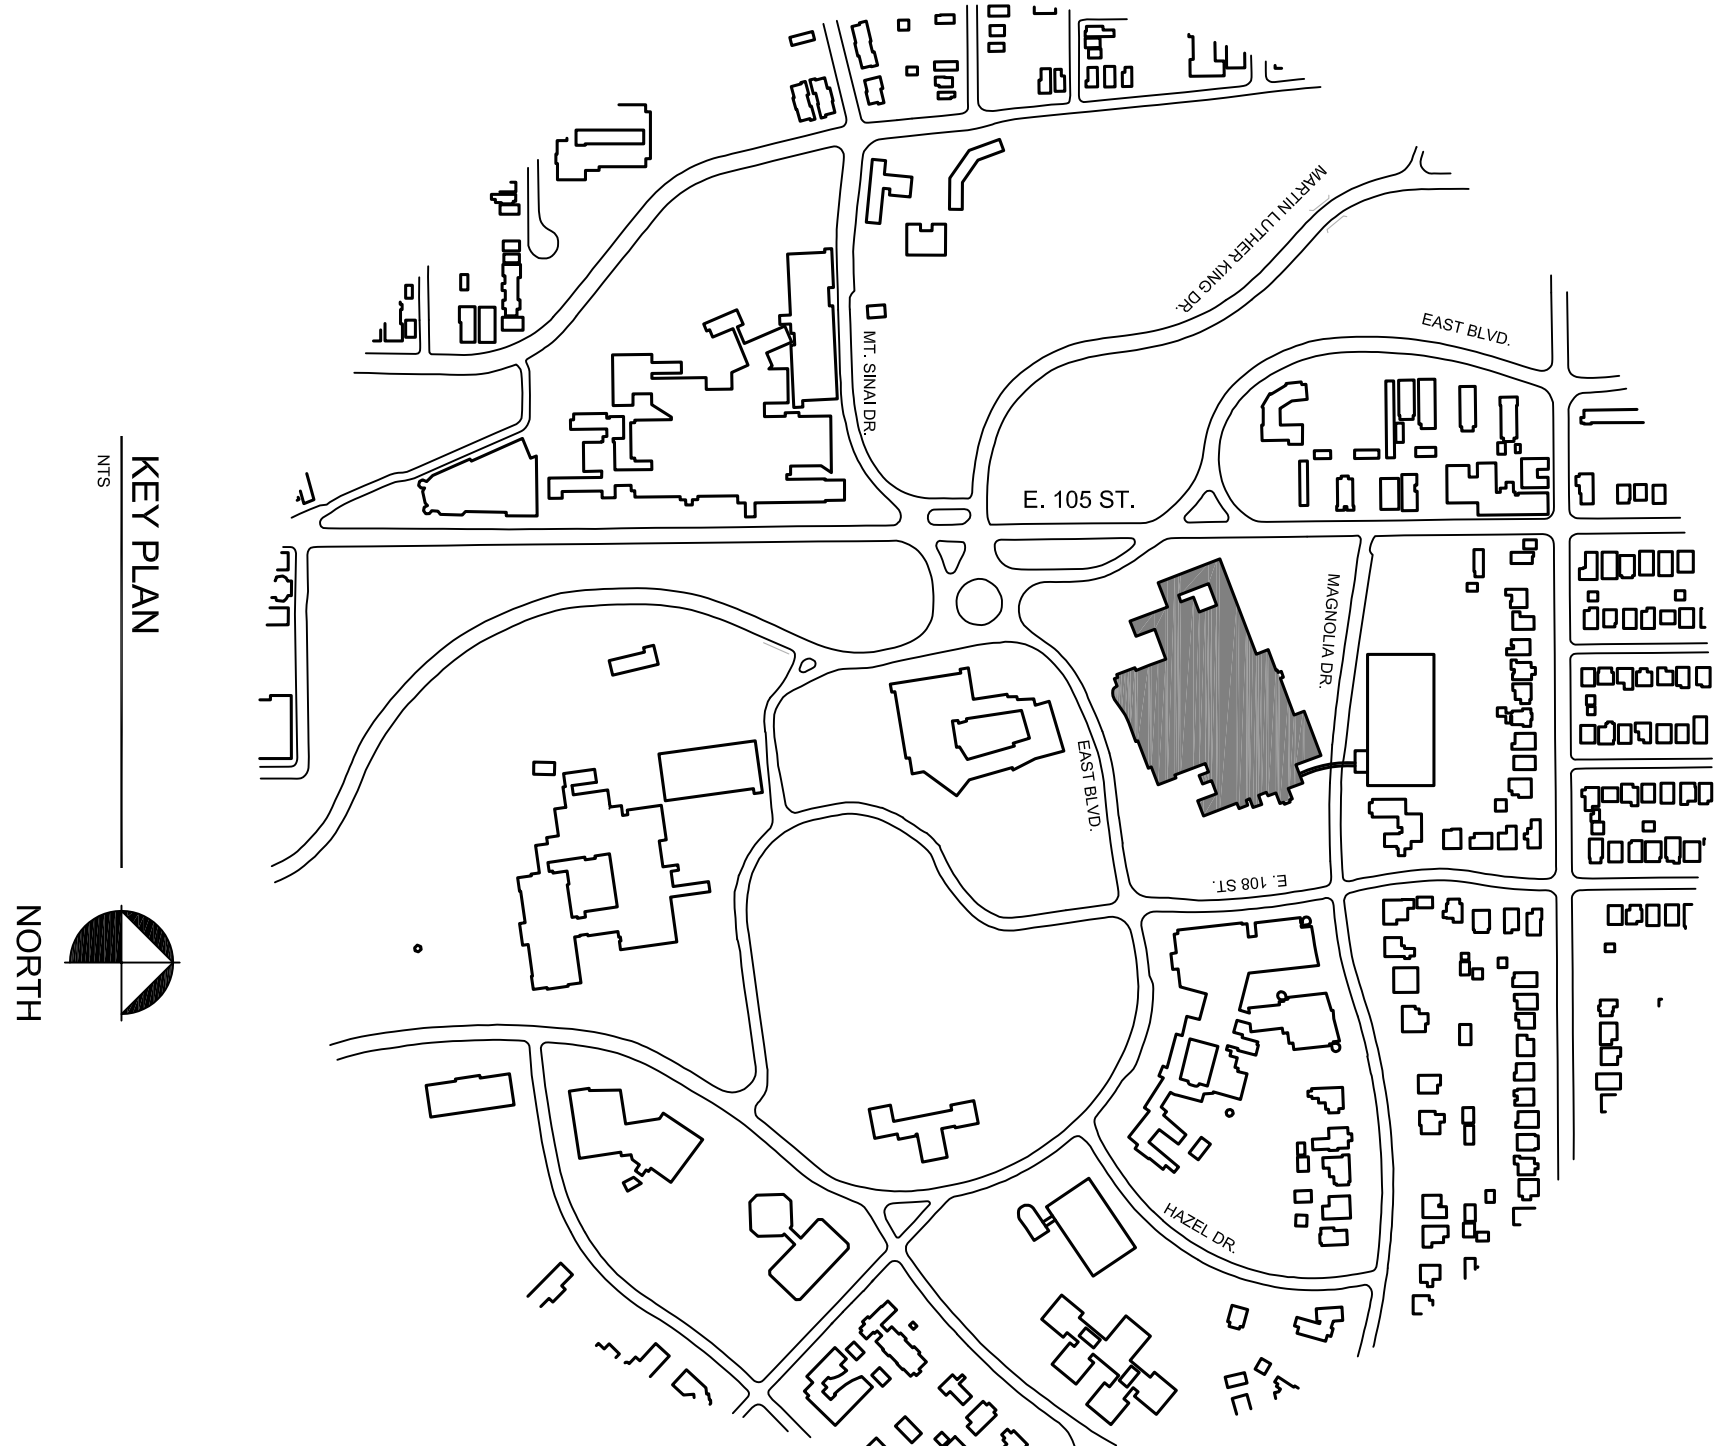 MARTIN LUTHER KING DR.
EAST BLVD.
MT. SINAI DR.
E. 105 ST.
KEY PLAN
NTS
MAGNOLIA DR.
EAST BLVD.
E. 108 ST.
NORTH
HAZEL DR.